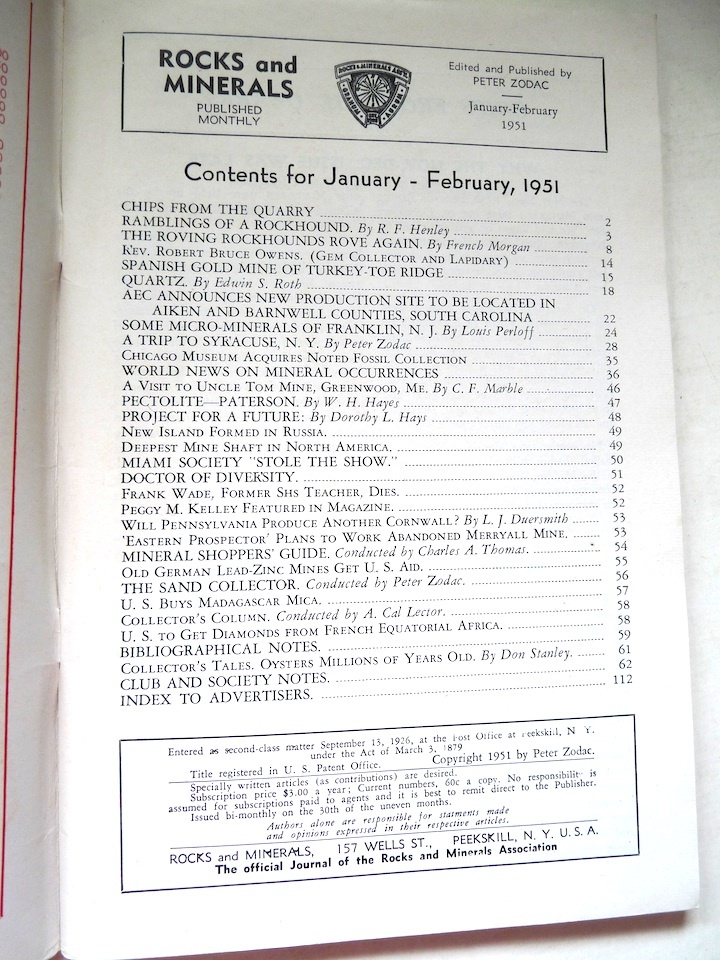 ROCKS and
MINERALS
PUBLISHED
MONTHLY
ROCKS & MINERALS ASS'N.
Edited and Published by
PETER ZODAC
January-February
1951
Contents for January - February, 1951
CHIPS FROM THE QUARRY 2
RAMBLINGS OF A ROCKHOUND. By R. F. Henley 3
THE ROVING ROCKHOUNDS ROVE AGAIN. By French Morgan 8
REV. ROBERT BRUCE OWENS. (GEM COLLECTOR AND LAPIDARY) 14
SPANISH GOLD MINE OF TURKEY-TOE RIDGE 15
QUARTZ. By Edwin S. Roth 18
AEC ANNOUNCES NEW PRODUCTION SITE TO BE LOCATED IN
AIKEN AND BARNWELL COUNTIES, SOUTH CAROLINA 22
SOME MICRO-MINERALS OF FRANKLIN, N. J. By Louis Perloff 24
A TRIP TO SYRACUSE, N. Y. By Peter Zodac 28
CHICAGO MUSEUM ACQUIRES NOTED FOSSIL COLLECTION 35
WORLD NEWS ON MINERAL OCCURRENCES 36
A VISIT TO UNCLE TOM MINE, GREENWOOD, ME. By C. F. Marble 46
PECTOLITE—PATERSON. By W. H. Hayes 47
PROJECT FOR A FUTURE: By Dorothy L. Hays 48
NEW ISLAND FORMED IN RUSSIA. 49
DEEPEST MINE SHAFT IN NORTH AMERICA. 49
MIAMI SOCIETY "STOLE THE SHOW." 50
DOCTOR OF DIVERSITY. 51
FRANK WADE, FORMER SHS TEACHER, DIES. 52
PEGGY M. KELLEY FEATURED IN MAGAZINE. 52
WILL PENNSYLVANIA PRODUCE ANOTHER CORNWALL? By L. J. Duersmith 53
'EASTERN PROSPECTOR' PLANS TO WORK ABANDONED MERRYALL MINE. 53
MINERAL SHOPPERS' GUIDE. Conducted by Charles A. Thomas. 54
OLD GERMAN LEAD-ZINC MINES GET U. S. AID. 55
THE SAND COLLECTOR. Conducted by Peter Zodac. 56
U. S. BUYS MADAGASCAR MICA. 57
COLLECTOR'S COLUMN. Conducted by A. Cal Lector. 58
U. S. TO GET DIAMONDS FROM FRENCH EQUATORIAL AFRICA. 58
BIBLIOGRAPHICAL NOTES. 59
COLLECTOR'S TALES. OYSTERS MILLIONS OF YEARS OLD. By Don Stanley. 61
CLUB AND SOCIETY NOTES. 62
INDEX TO ADVERTISERS. 112
Entered as second-class matter September 13, 1926, at the Post Office at Peekskill, N. Y.
under the Act of March 3, 1879
Title registered in U. S. Patent Office. Copyright 1951 by Peter Zodac.
Specially written articles (as contributions) are desired.
Subscription price $3.00 a year; Current numbers, 60c a copy. No responsibility is
assumed for subscriptions paid to agents and it is best to remit direct to the Publisher.
Issued bi-monthly on the 30th of the uneven months.
Authors alone are responsible for statments made
and opinions expressed in their respective articles.
ROCKS and MINERALS, 157 WELLS ST., PEEKSKILL, N. Y. U. S. A.
The official Journal of the Rocks and Minerals Association